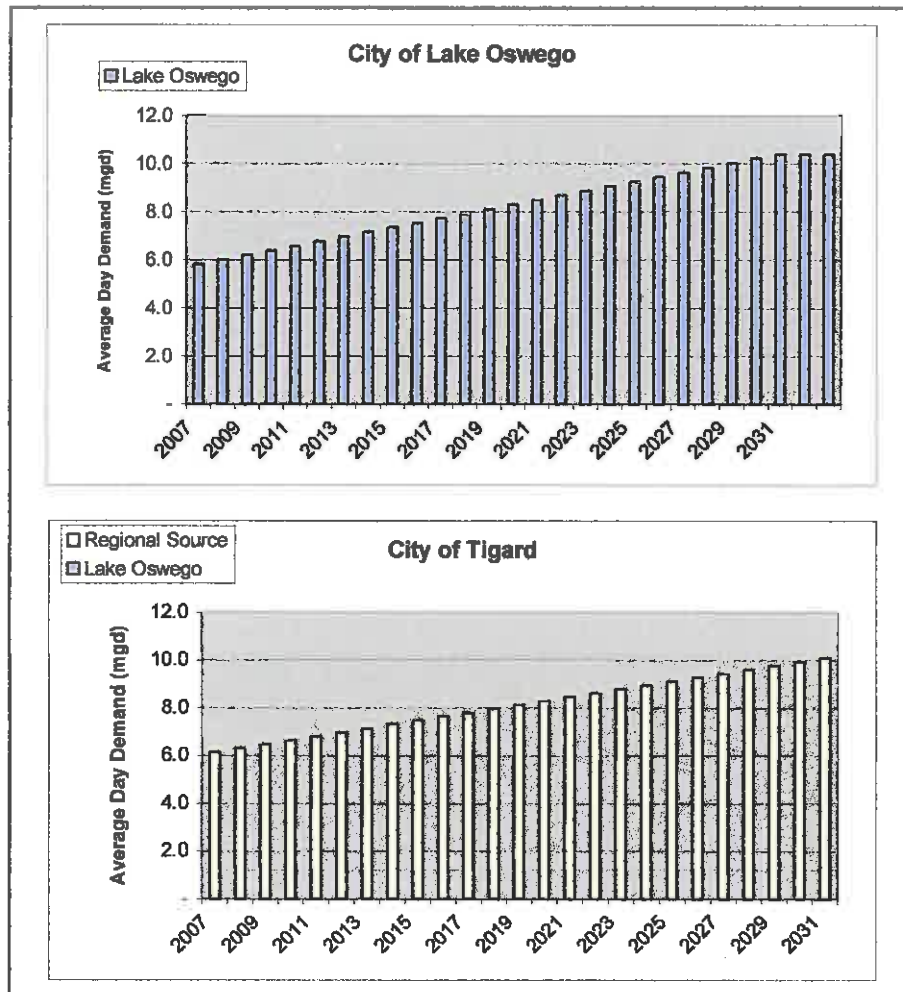 City of Lake Oswego
Lake Oswego
Average Day Demand (mgd)
12.0
10.0
8.0
6.0
4.0
2.0
-
2007 2009 2011 2013 2015 2017 2019 2021 2023 2025 2027 2029 2031
Regional Source
Lake Oswego
City of Tigard
Average Day Demand (mgd)
12.0
10.0
8.0
6.0
4.0
2.0
-
2007 2009 2011 2013 2015 2017 2019 2021 2023 2025 2027 2029 2031